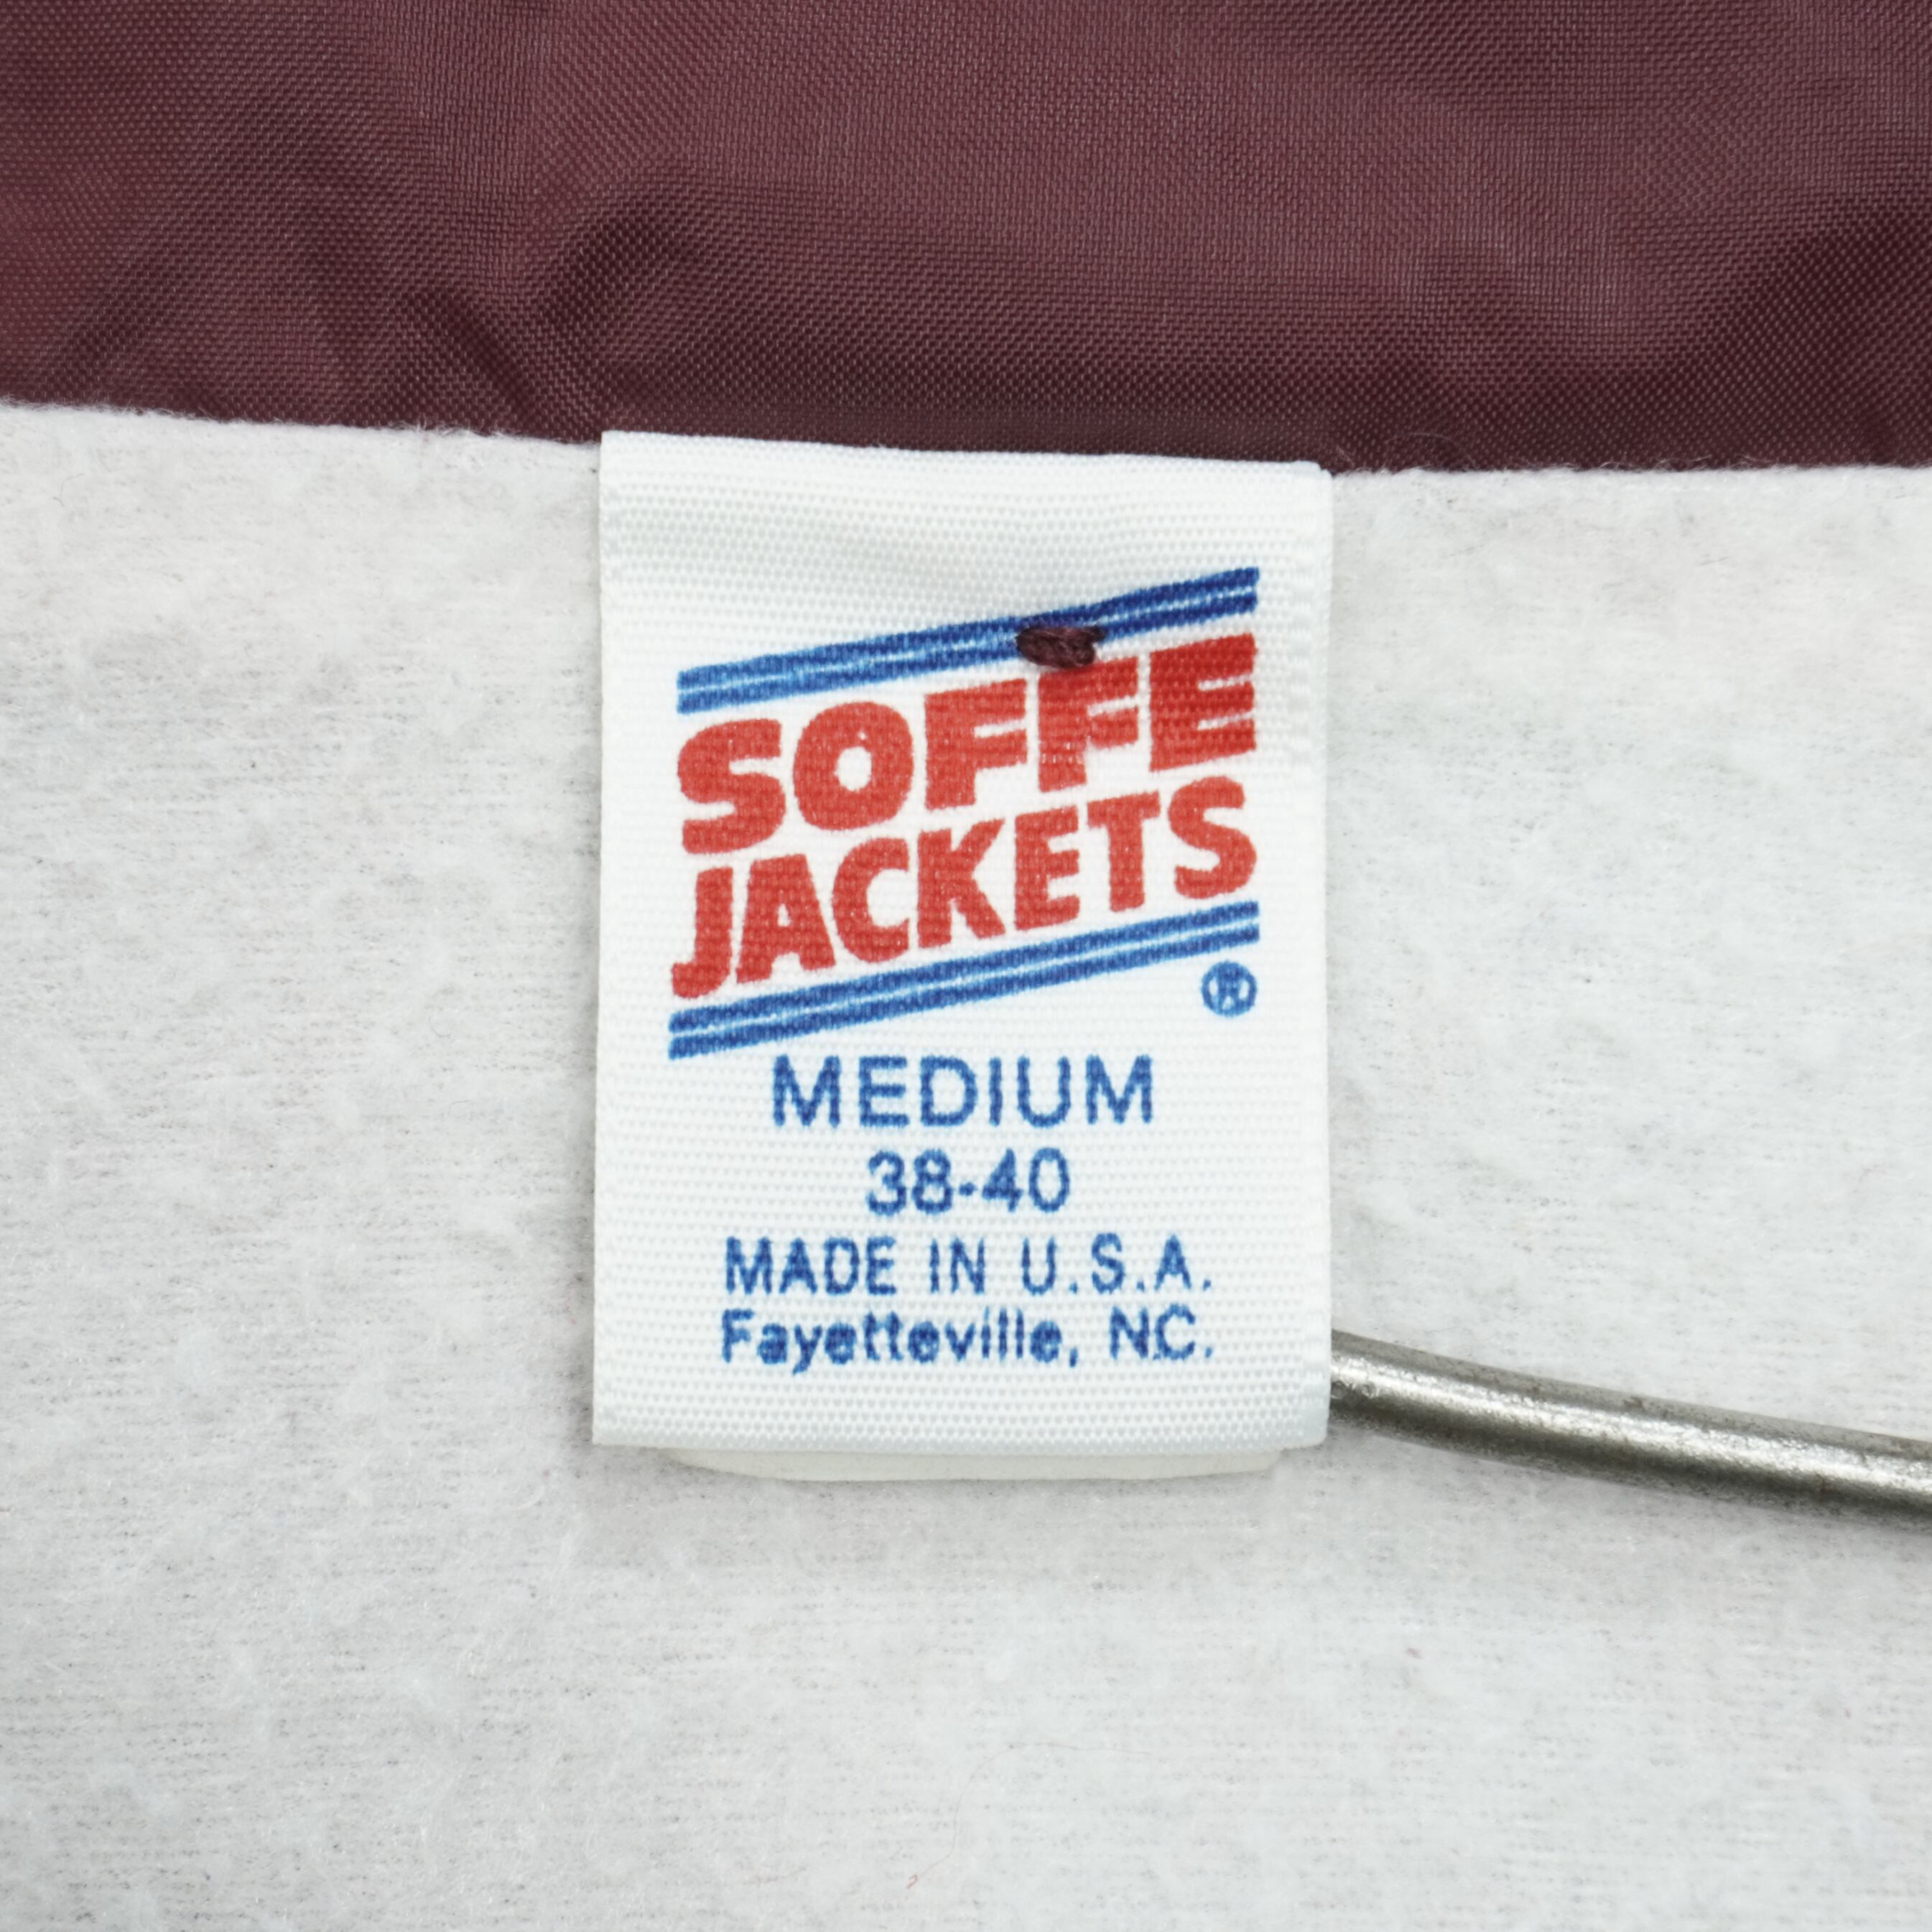 SOFFE
JACKETS
®
MEDIUM
38-40
MADE IN U.S.A.
Fayetteville, NC.